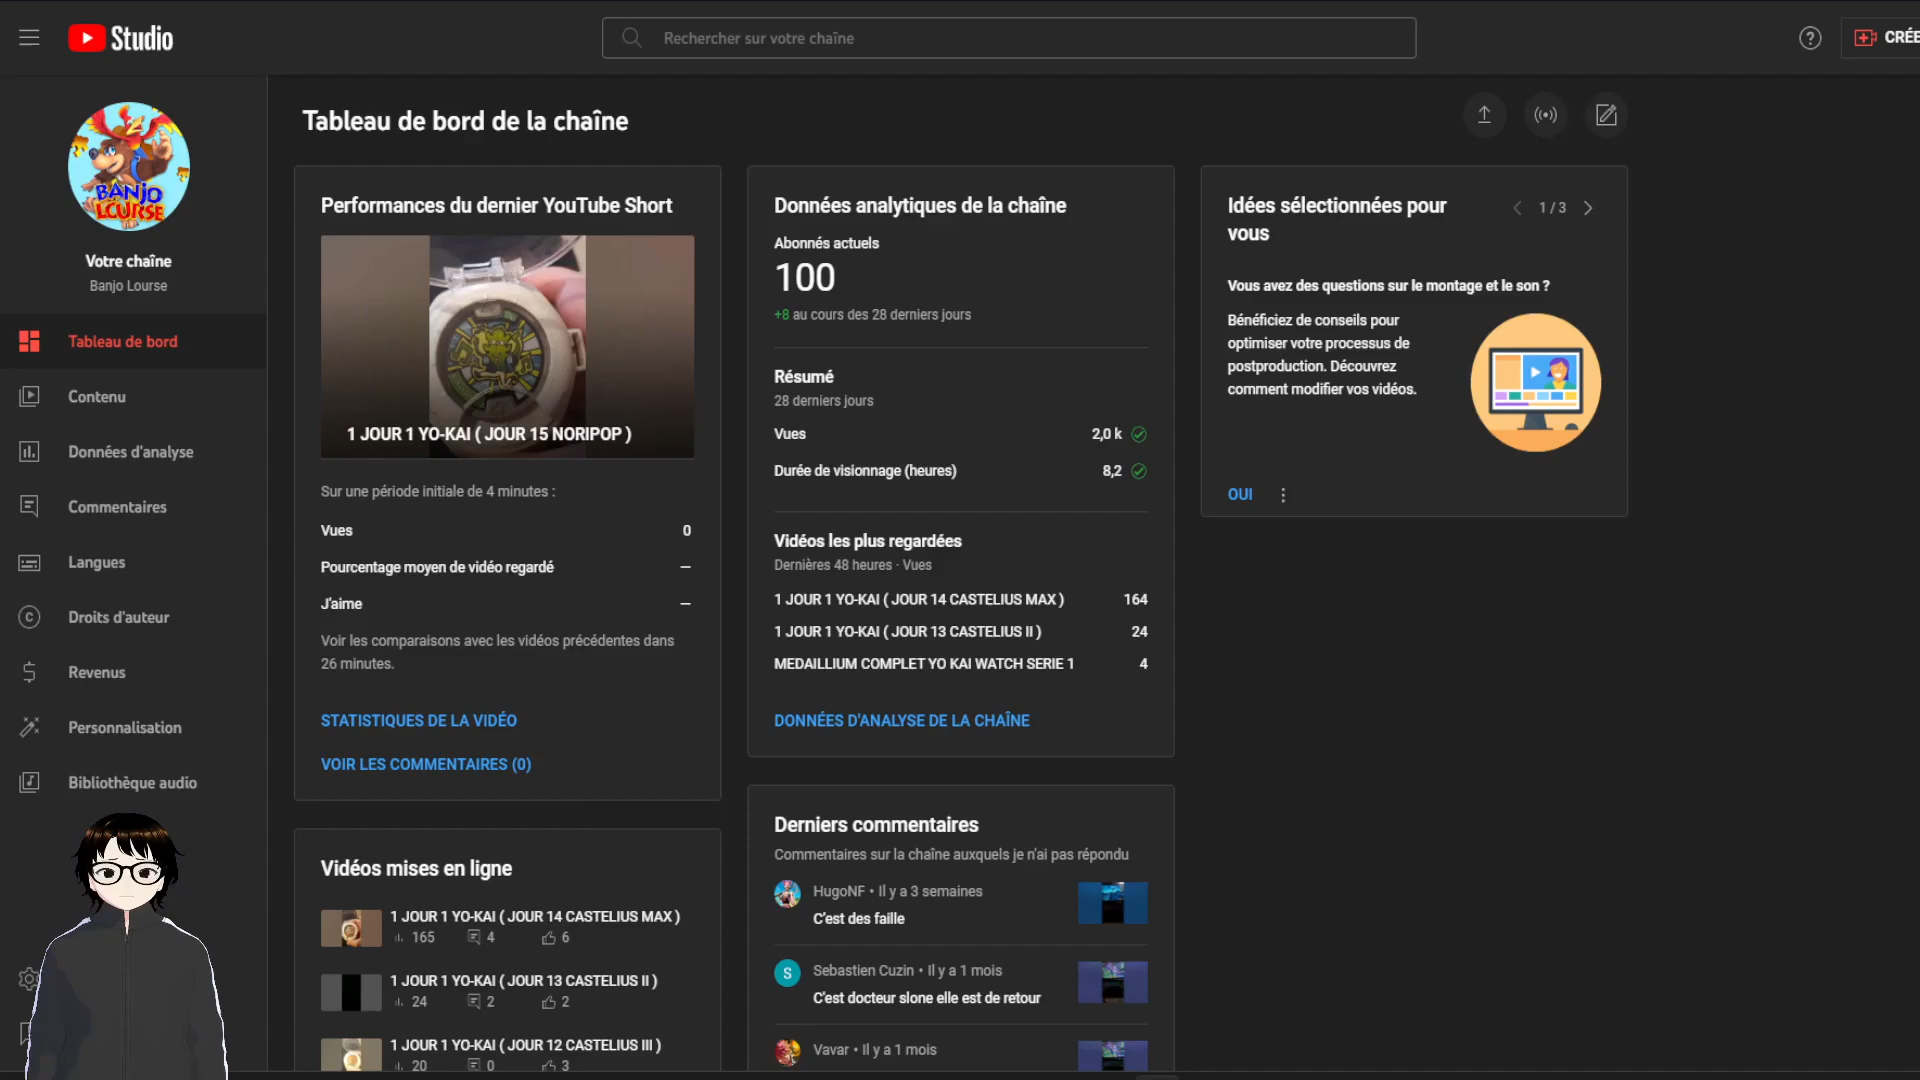 Studio
Rechercher sur votre chaîne
?
CRÉE
BANJO
LOURSE
Votre chaîne
Banjo Lourse
Tableau de bord
Contenu
Données d'analyse
Commentaires
Langues
Droits d'auteur
Revenus
Personnalisation
Bibliothèque audio
Tableau de bord de la chaîne
Performances du dernier YouTube Short
1 JOUR 1 YO-KAI ( JOUR 15 NORIPOP )
Sur une période initiale de 4 minutes :
Vues 0
Pourcentage moyen de vidéo regardé —
J'aime —
Voir les comparaisons avec les vidéos précédentes dans
26 minutes.
STATISTIQUES DE LA VIDÉO
VOIR LES COMMENTAIRES (0)
Vidéos mises en ligne
1 JOUR 1 YO-KAI ( JOUR 14 CASTELIUS MAX )
165 4 6
1 JOUR 1 YO-KAI ( JOUR 13 CASTELIUS II )
24 2 2
1 JOUR 1 YO-KAI ( JOUR 12 CASTELIUS III )
20 0 3
Données analytiques de la chaîne
Abonnés actuels
100
+8 au cours des 28 derniers jours
Résumé
28 derniers jours
Vues 2,0 k
Durée de visionnage (heures) 8,2
Vidéos les plus regardées
Dernières 48 heures · Vues
1 JOUR 1 YO-KAI ( JOUR 14 CASTELIUS MAX ) 164
1 JOUR 1 YO-KAI ( JOUR 13 CASTELIUS II ) 24
MEDAILLIUM COMPLET YO KAI WATCH SERIE 1 4
DONNÉES D'ANALYSE DE LA CHAÎNE
Derniers commentaires
Commentaires sur la chaîne auxquels je n'ai pas répondu
HugoNF • Il y a 3 semaines
C'est des faille
S
Sebastien Cuzin • Il y a 1 mois
C'est docteur slone elle est de retour
Vavar • Il y a 1 mois
Idées sélectionnées pour
vous
1 / 3
Vous avez des questions sur le montage et le son ?
Bénéficiez de conseils pour
optimiser votre processus de
postproduction. Découvrez
comment modifier vos vidéos.
OUI